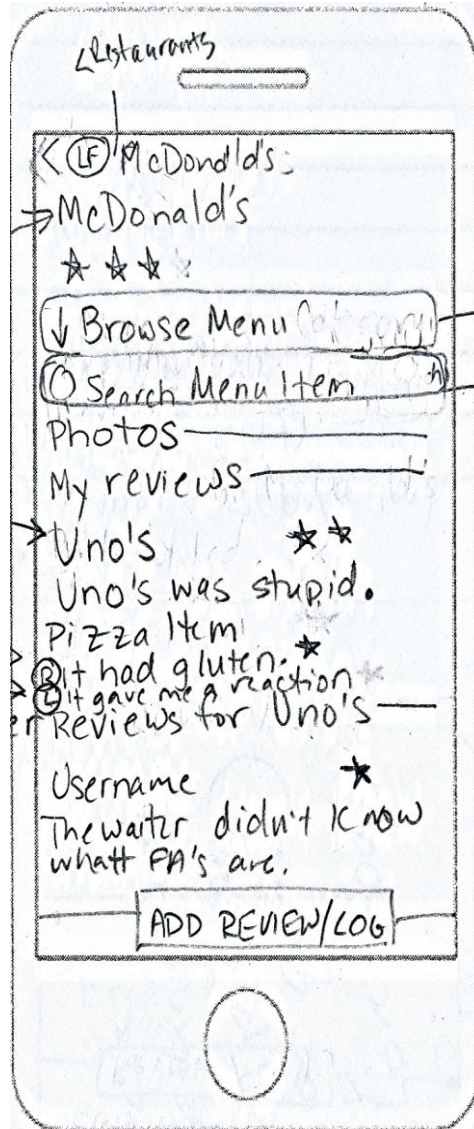 <Restaurants
< LF McDonald's
McDonald's
Browse Menu
Search Menu Item
Photos
My reviews
Uno's
Uno's was stupid.
Pizza Item
R it had gluten.
L it gave me a reaction
er Reviews for Uno's
Username
The waiter didn't know
whatt FA's are.
ADD REVIEW/LOG